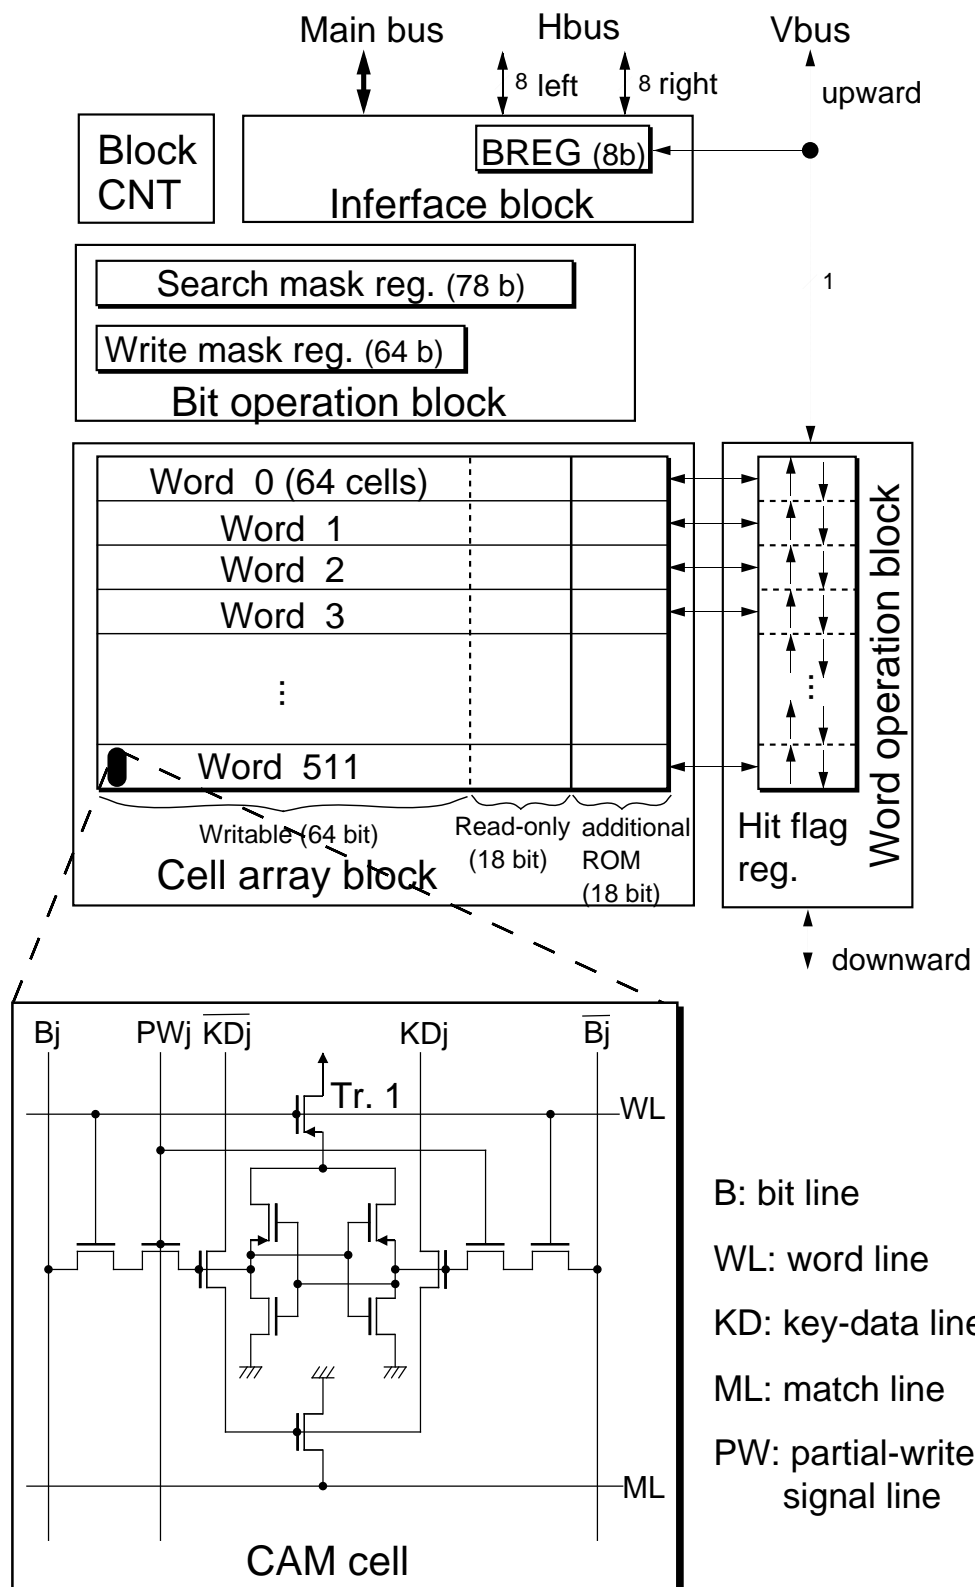 Main bus Hbus Vbus
8 left 8 right upward
Block
CNT
BREG (8b)
Inferface block
Search mask reg. (78 b)
1
Write mask reg. (64 b)
Bit operation block
Word 0 (64 cells)
Word 1
Word 2
Word 3
...
...
Word 511
Word operation block
Writable (64 bit)
Read-only
(18 bit)
additional
ROM
(18 bit)
Cell array block
Hit flag
reg.
downward
Bj PWj KDj KDj Bj
Tr. 1
WL
B: bit line
WL: word line
KD: key-data line
ML: match line
PW: partial-write
signal line
ML
CAM cell